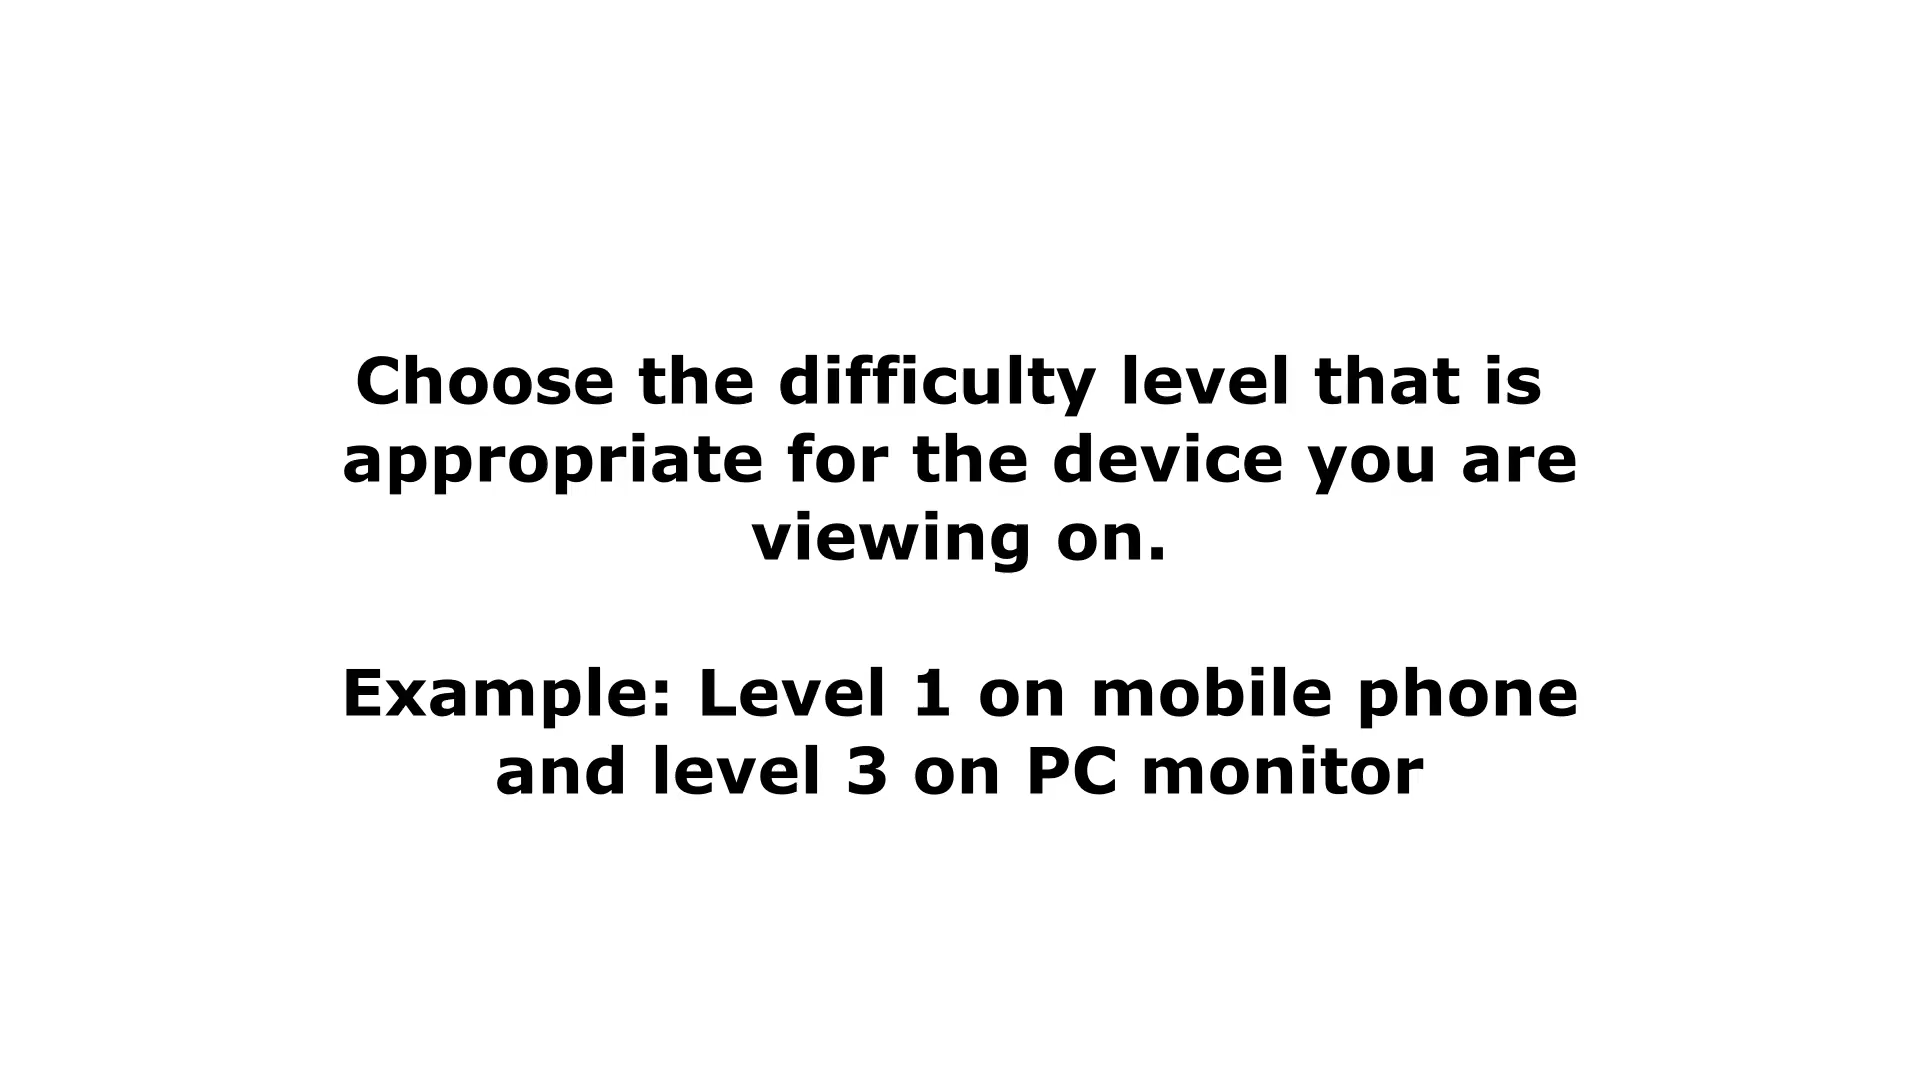 Choose the difficulty level that is
appropriate for the device you are
viewing on.
Example: Level 1 on mobile phone
and level 3 on PC monitor